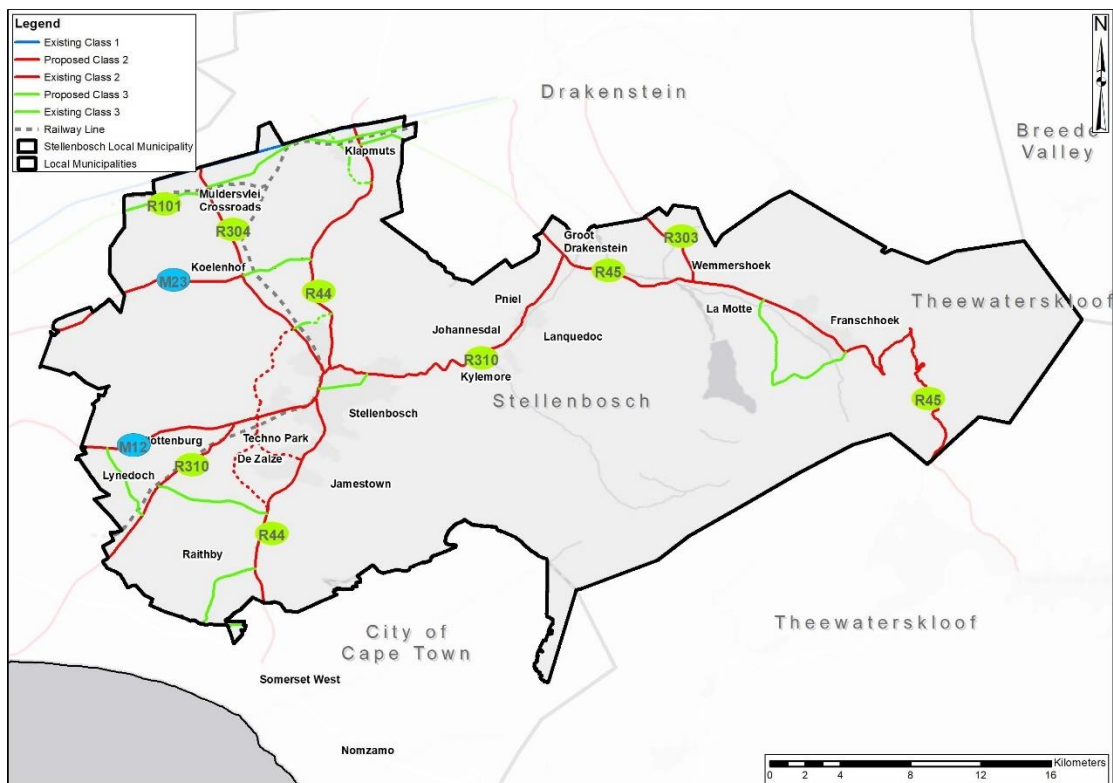 Legend
Existing Class 1
Proposed Class 2
Existing Class 2
Proposed Class 3
Existing Class 3
Railway Line
Stellenbosch Local Municipality
Local Municipalities
N
Drakenstein
Breede
Valley
Klapmuts
R101
Muldersvlei
Crossroads
R304
Koelenhof
M23
R44
Groot
Drakenstein
R303
R45
Wemmershoek
Pniel
La Motte
Theewaterskloof
Franschhoek
Johannesdal
Lanquedoc
R310
Kylemore
Stellenbosch
R45
Stellenbosch
M12
lottenburg
Techno Park
R310
De Zalze
Lynedoch
Jamestown
R44
Raithby
City of
Cape Town
Theewaterskloof
Somerset West
Nomzamo
Kilometers
0 2 4 8 12 16